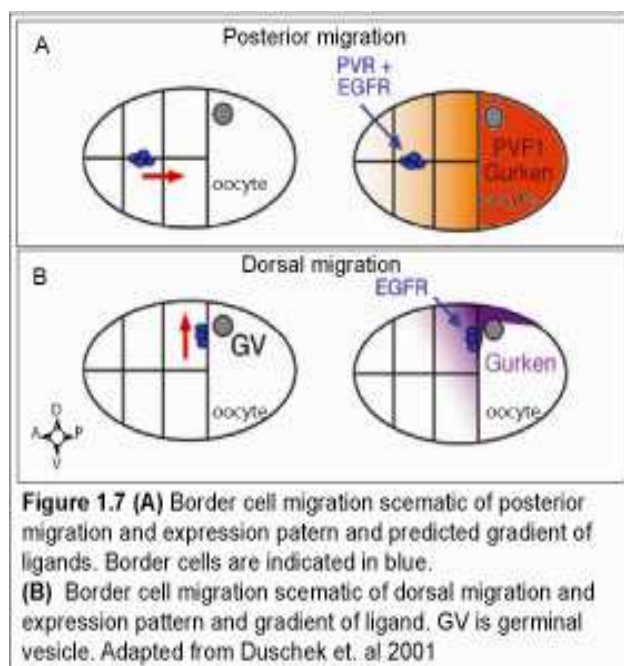 A
Posterior migration
PVR +
EGFR
oocyte
PVF1
Gurken
B
Dorsal migration
EGFR
GV
oocyte
Gurken
oocyte
D
A P
V
Figure 1.7 (A) Border cell migration scematic of posterior
migration and expression patern and predicted gradient of
ligands. Border cells are indicated in blue.
(B) Border cell migration scematic of dorsal migration and
expression pattern and gradient of ligand. GV is germinal
vesicle. Adapted from Duschek et. al 2001